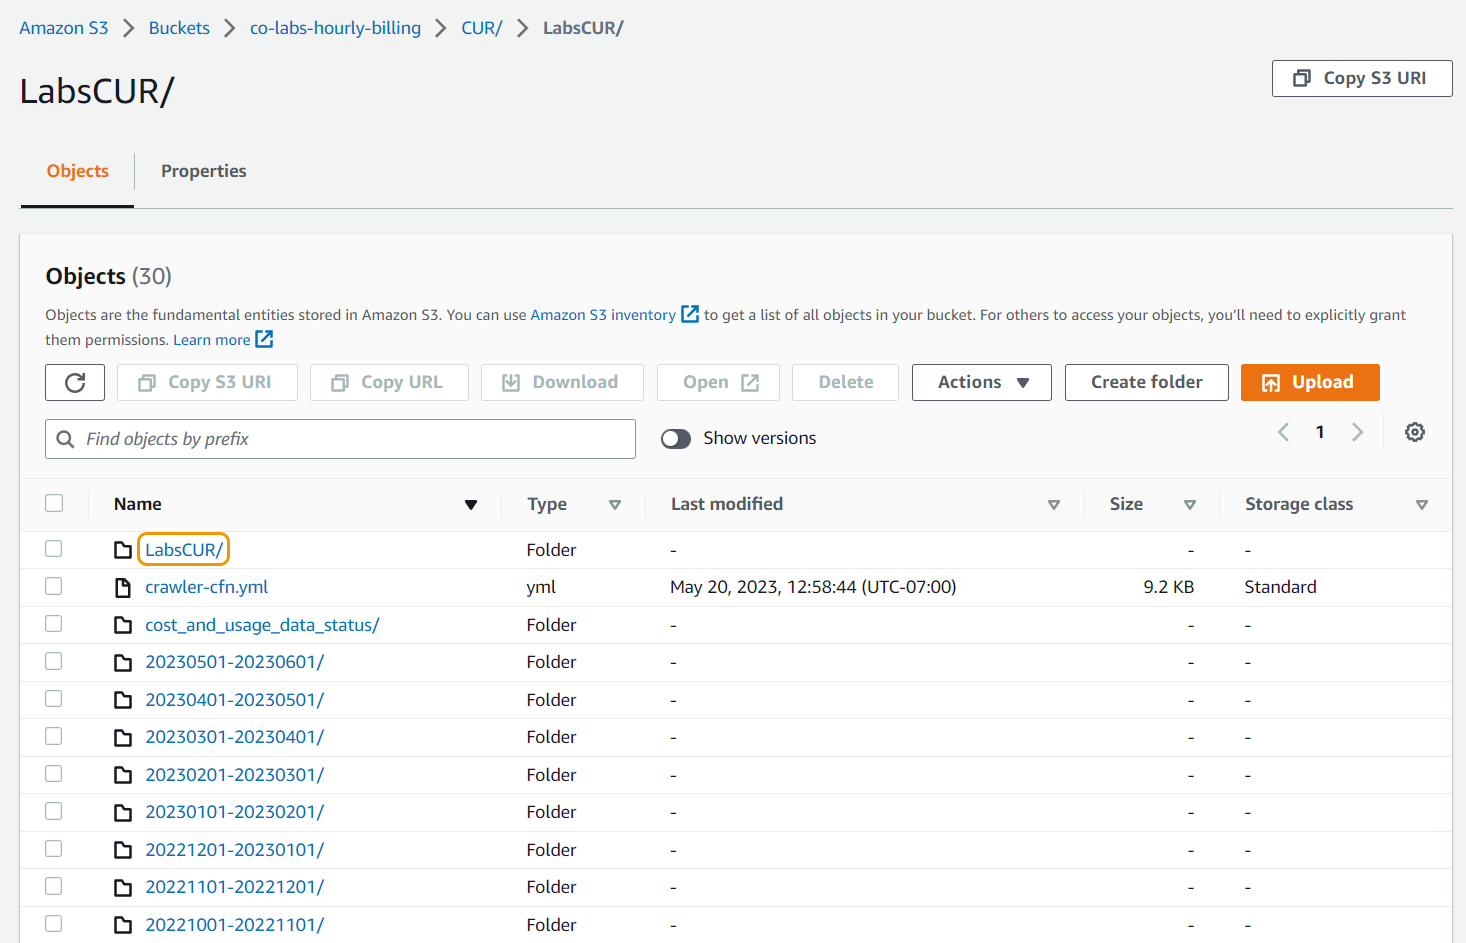 Amazon S3 > Buckets > co-labs-hourly-billing > CUR/ > LabsCUR/
LabsCUR/
Copy S3 URI
Objects
Properties
Objects (30)
Objects are the fundamental entities stored in Amazon S3. You can use Amazon S3 inventory to get a list of all objects in your bucket. For others to access your objects, you'll need to explicitly grant
them permissions. Learn more
Copy S3 URI Copy URL Download Open Delete Actions Create folder Upload
Find objects by prefix Show versions 1
Name Type Last modified Size Storage class
LabsCUR/ Folder - - -
crawler-cfn.yml yml May 20, 2023, 12:58:44 (UTC-07:00) 9.2 KB Standard
cost_and_usage_data_status/ Folder - - -
20230501-20230601/ Folder - - -
20230401-20230501/ Folder - - -
20230301-20230401/ Folder - - -
20230201-20230301/ Folder - - -
20230101-20230201/ Folder - - -
20221201-20230101/ Folder - - -
20221101-20221201/ Folder - - -
20221001-20221101/ Folder - - -